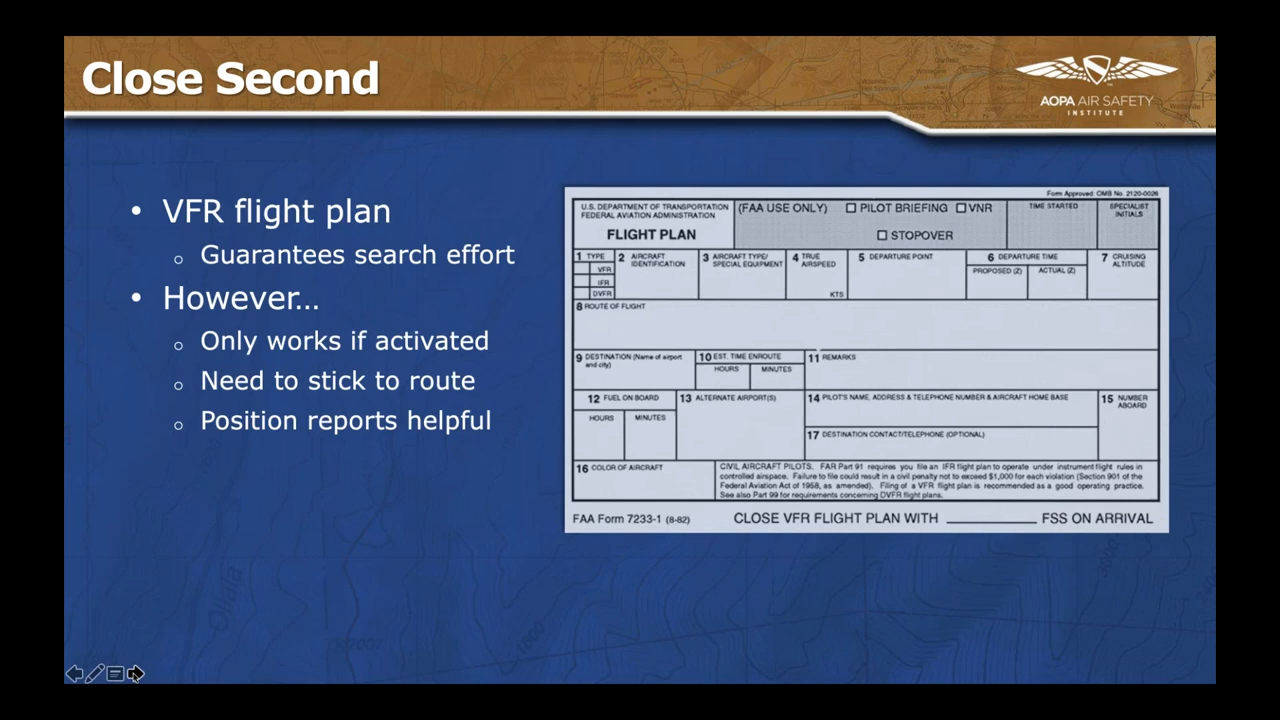 Close Second
AOPA AIR SAFETY
INSTITUTE
• VFR flight plan
o Guarantees search effort
• However...
o Only works if activated
o Need to stick to route
o Position reports helpful
Form Approved: OMB No. 2120-0026
U.S. DEPARTMENT OF TRANSPORTATION
FEDERAL AVIATION ADMINISTRATION
FLIGHT PLAN
(FAA USE ONLY) ☐ PILOT BRIEFING ☐ VNR
☐ STOPOVER
TIME STARTED
SPECIALIST
INITIALS
1 TYPE
VFR
IFR
DVFR
2 AIRCRAFT
IDENTIFICATION
3 AIRCRAFT TYPE/
SPECIAL EQUIPMENT
4 TRUE
AIRSPEED
KTS
5 DEPARTURE POINT
6 DEPARTURE TIME
PROPOSED (Z) ACTUAL (Z)
7 CRUISING
ALTITUDE
8 ROUTE OF FLIGHT
9 DESTINATION (Name of airport
and city)
10 EST. TIME ENROUTE
HOURS MINUTES
11 REMARKS
12 FUEL ON BOARD
HOURS MINUTES
13 ALTERNATE AIRPORT(S)
14 PILOT'S NAME, ADDRESS & TELEPHONE NUMBER & AIRCRAFT HOME BASE
15 NUMBER
ABOARD
17 DESTINATION CONTACT/TELEPHONE (OPTIONAL)
16 COLOR OF AIRCRAFT
CIVIL AIRCRAFT PILOTS. FAR Part 91 requires you file an IFR flight plan to operate under instrument flight rules in
controlled airspace. Failure to file could result in a civil penalty not to exceed $1,000 for each violation (Section 901 of the
Federal Aviation Act of 1958, as amended). Filing of a VFR flight plan is recommended as a good operating practice.
See also Part 99 for requirements concerning DVFR flight plans.
FAA Form 7233-1 (8-82) CLOSE VFR FLIGHT PLAN WITH __________ FSS ON ARRIVAL